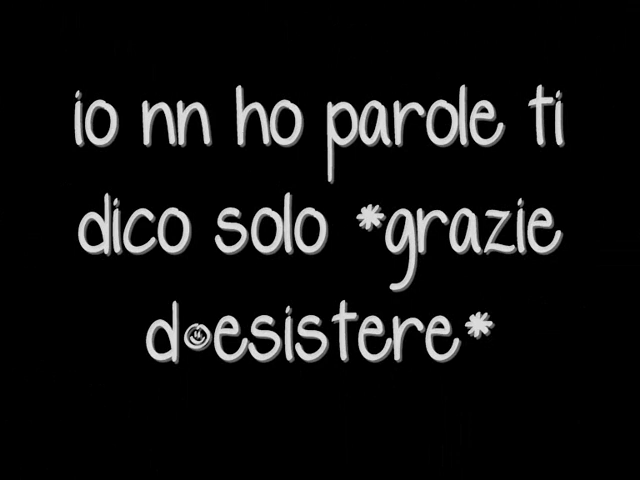 io nn ho parole ti
dico solo *grazie
d☺esistere*